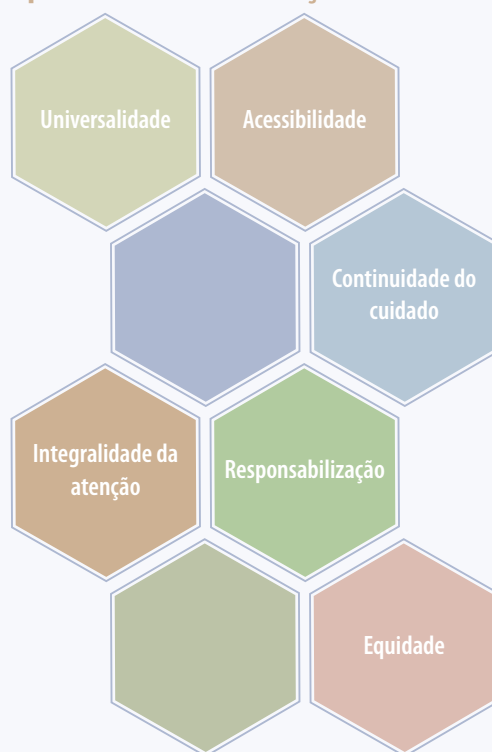 Universalidade
Acessibilidade
Continuidade do
cuidado
Integralidade da
atenção
Responsabilização
Equidade